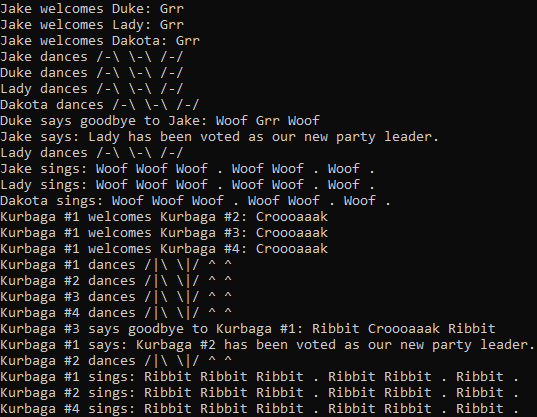 Jake welcomes Duke: Grr
Jake welcomes Lady: Grr
Jake welcomes Dakota: Grr
Jake dances /-\ \-\ /-/
Duke dances /-\ \-\ /-/
Lady dances /-\ \-\ /-/
Dakota dances /-\ \-\ /-/
Duke says goodbye to Jake: Woof Grr Woof
Jake says: Lady has been voted as our new party leader.
Lady dances /-\ \-\ /-/
Jake sings: Woof Woof Woof . Woof Woof . Woof .
Lady sings: Woof Woof Woof . Woof Woof . Woof .
Dakota sings: Woof Woof Woof . Woof Woof . Woof .
Kurbaga #1 welcomes Kurbaga #2: Croooaaak
Kurbaga #1 welcomes Kurbaga #3: Croooaaak
Kurbaga #1 welcomes Kurbaga #4: Croooaaak
Kurbaga #1 dances /|\ \|/ ^ ^
Kurbaga #2 dances /|\ \|/ ^ ^
Kurbaga #3 dances /|\ \|/ ^ ^
Kurbaga #4 dances /|\ \|/ ^ ^
Kurbaga #3 says goodbye to Kurbaga #1: Ribbit Croooaaak Ribbit
Kurbaga #1 says: Kurbaga #2 has been voted as our new party leader.
Kurbaga #2 dances /|\ \|/ ^ ^
Kurbaga #1 sings: Ribbit Ribbit Ribbit . Ribbit Ribbit . Ribbit .
Kurbaga #2 sings: Ribbit Ribbit Ribbit . Ribbit Ribbit . Ribbit .
Kurbaga #4 sings: Ribbit Ribbit Ribbit . Ribbit Ribbit . Ribbit .